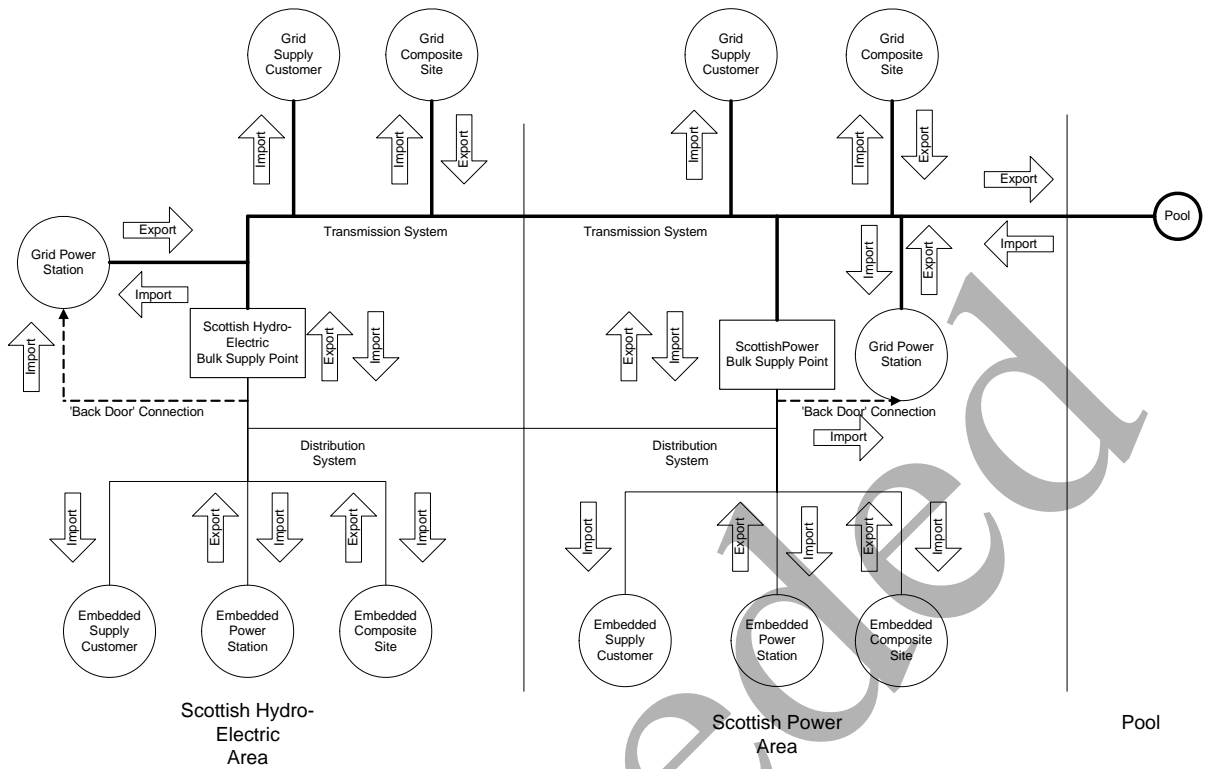 Grid
Supply
Customer
Grid
Composite
Site
Grid
Supply
Customer
Grid
Composite
Site
Import
Import
Export
Import
Import
Export
Export
Export
Pool
Transmission System
Transmission System
Grid Power
Station
Import
Import
Export
Import
Import
Scottish Hydro-
Electric
Bulk Supply Point
Export
Import
Export
Import
ScottishPower
Bulk Supply Point
Grid Power
Station
'Back Door' Connection
'Back Door' Connection
Import
Distribution
System
Distribution
System
Import
Export
Import
Export
Import
Import
Export
Import
Export
Import
Embedded
Supply
Customer
Embedded
Power
Station
Embedded
Composite
Site
Embedded
Supply
Customer
Embedded
Power
Station
Embedded
Composite
Site
Scottish Hydro-
Electric
Area
Scottish Power
Area
Pool
ded